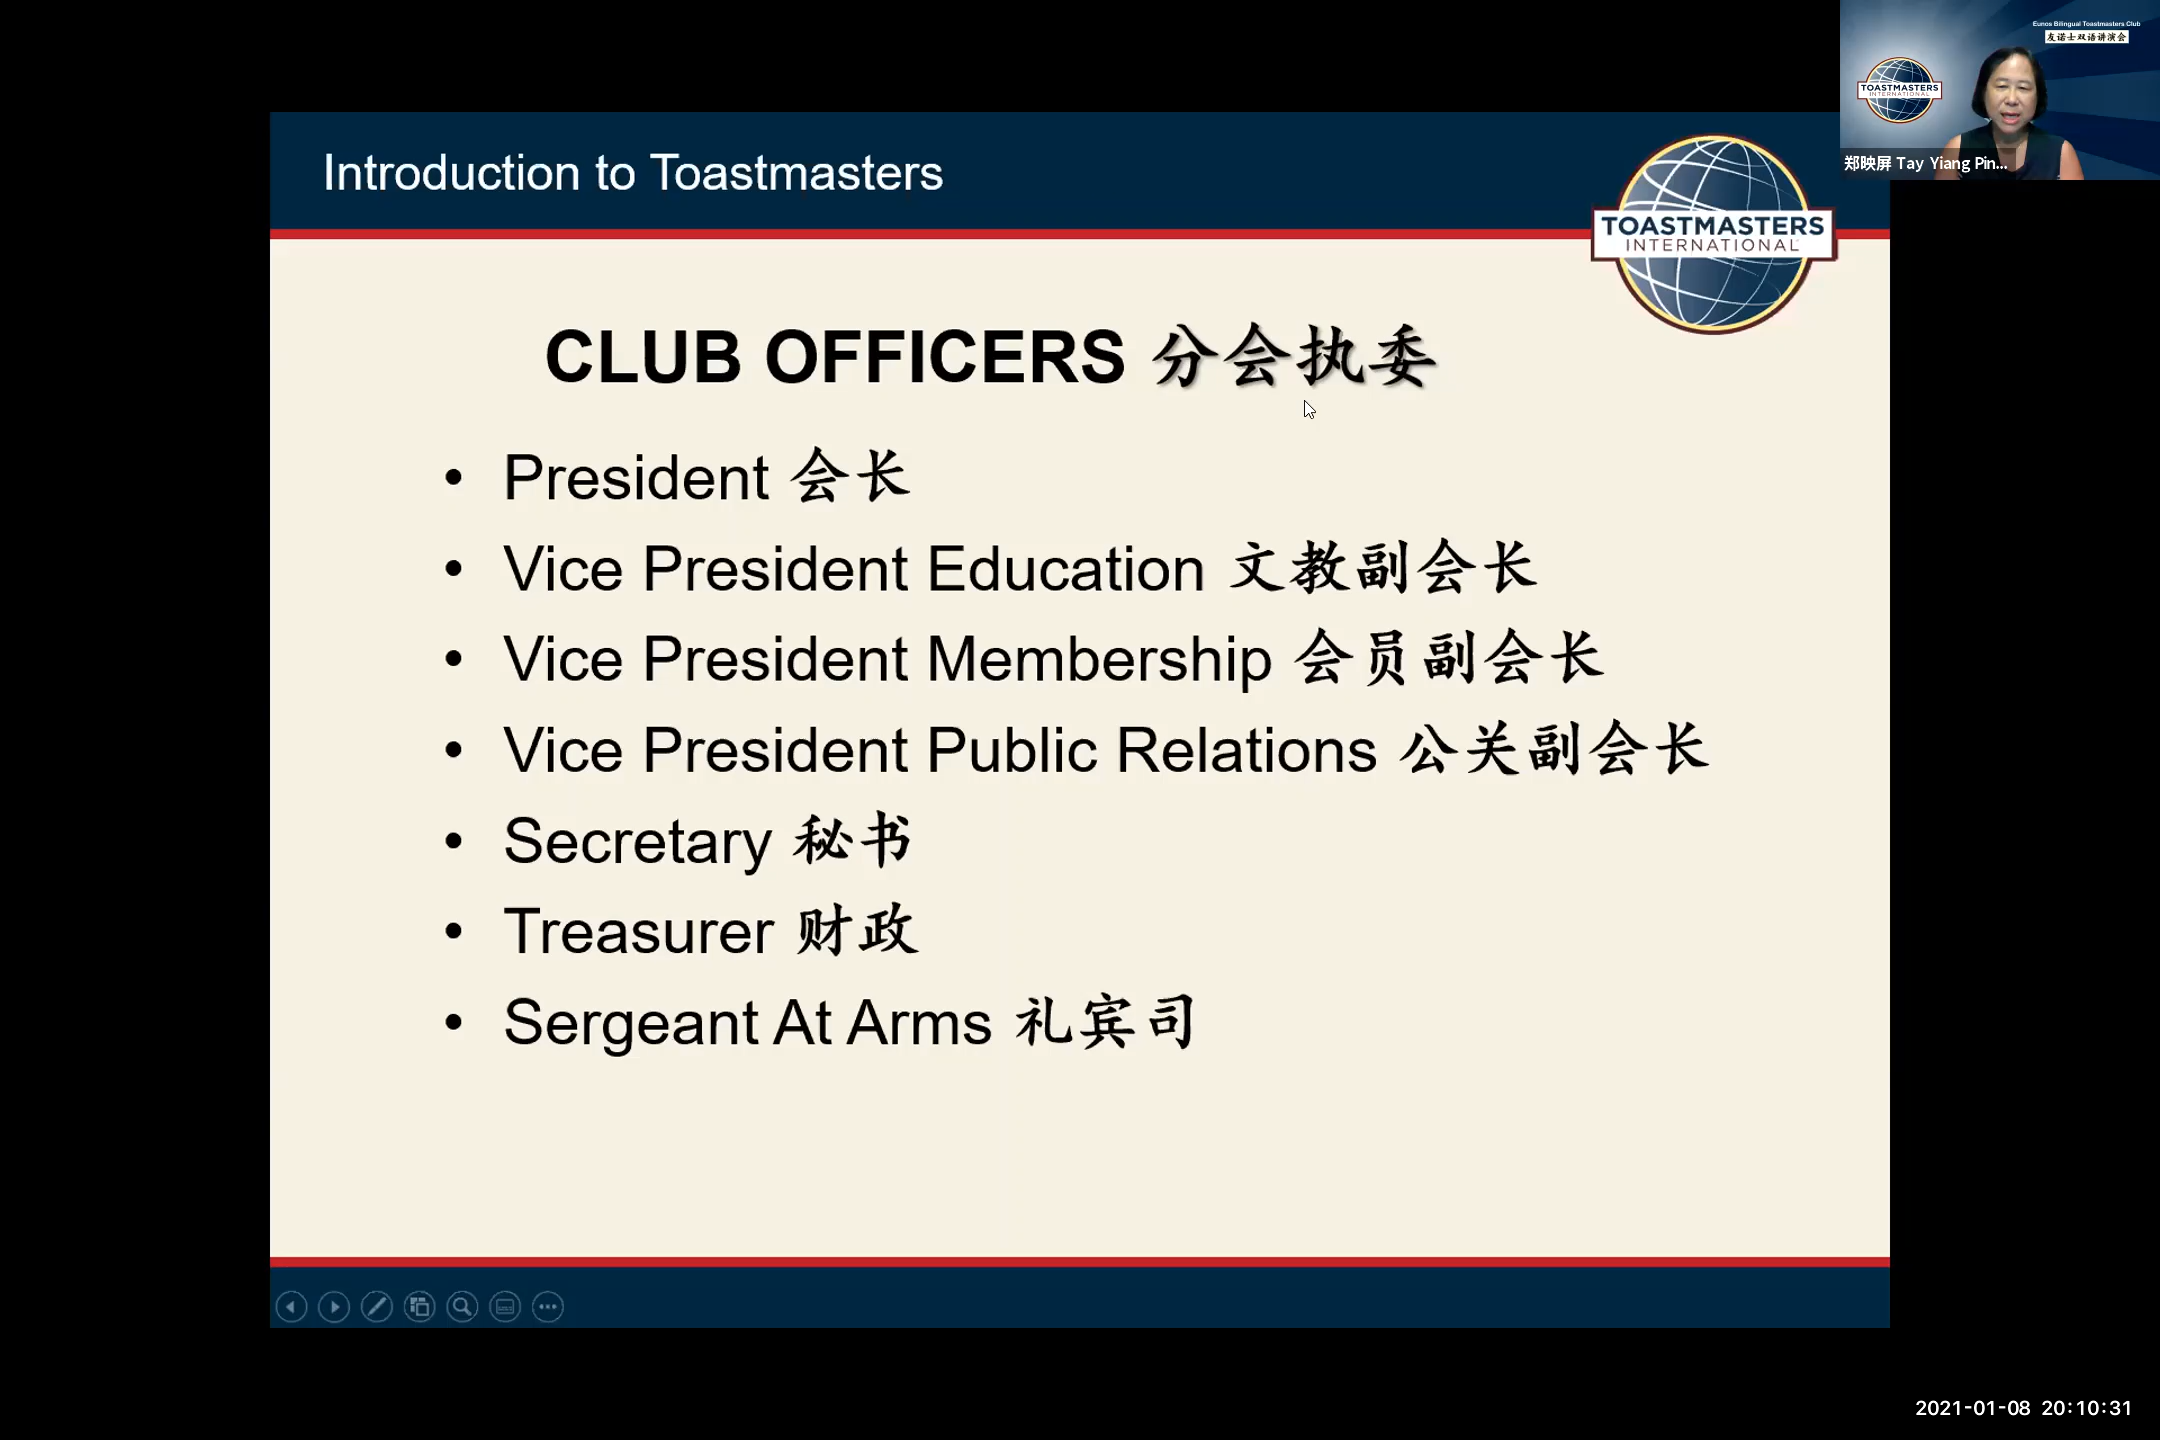 Eunos Bilingual Toastmasters Club
友诺士双语讲演会
TOASTMASTERS
INTERNATIONAL
郑映屏 Tay Yiang Pin...
Introduction to Toastmasters
TOASTMASTERS
INTERNATIONAL
CLUB OFFICERS 分会执委
• President 会长
• Vice President Education 文教副会长
• Vice President Membership 会员副会长
• Vice President Public Relations 公关副会长
• Secretary 秘书
• Treasurer 财政
• Sergeant At Arms 礼宾司
2021-01-08 20:10:31